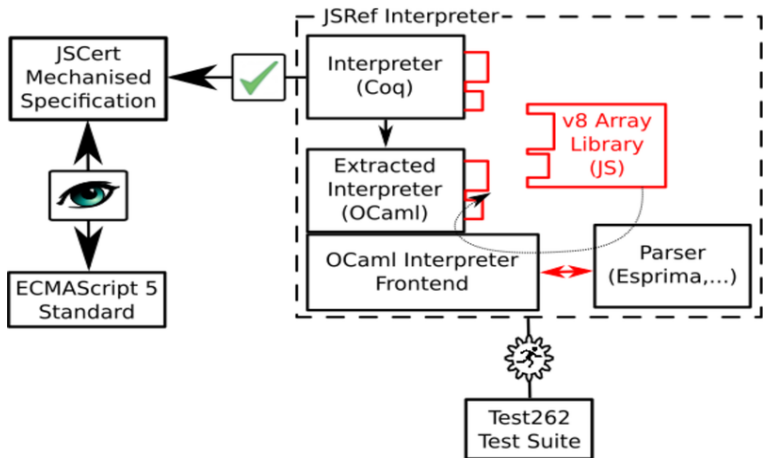 JSRef Interpreter
JSCert
Mechanised
Specification
Interpreter
(Coq)
v8 Array
Library
(JS)
Extracted
Interpreter
(OCaml)
OCaml Interpreter
Frontend
Parser
(Esprima,...)
ECMAScript 5
Standard
Test262
Test Suite